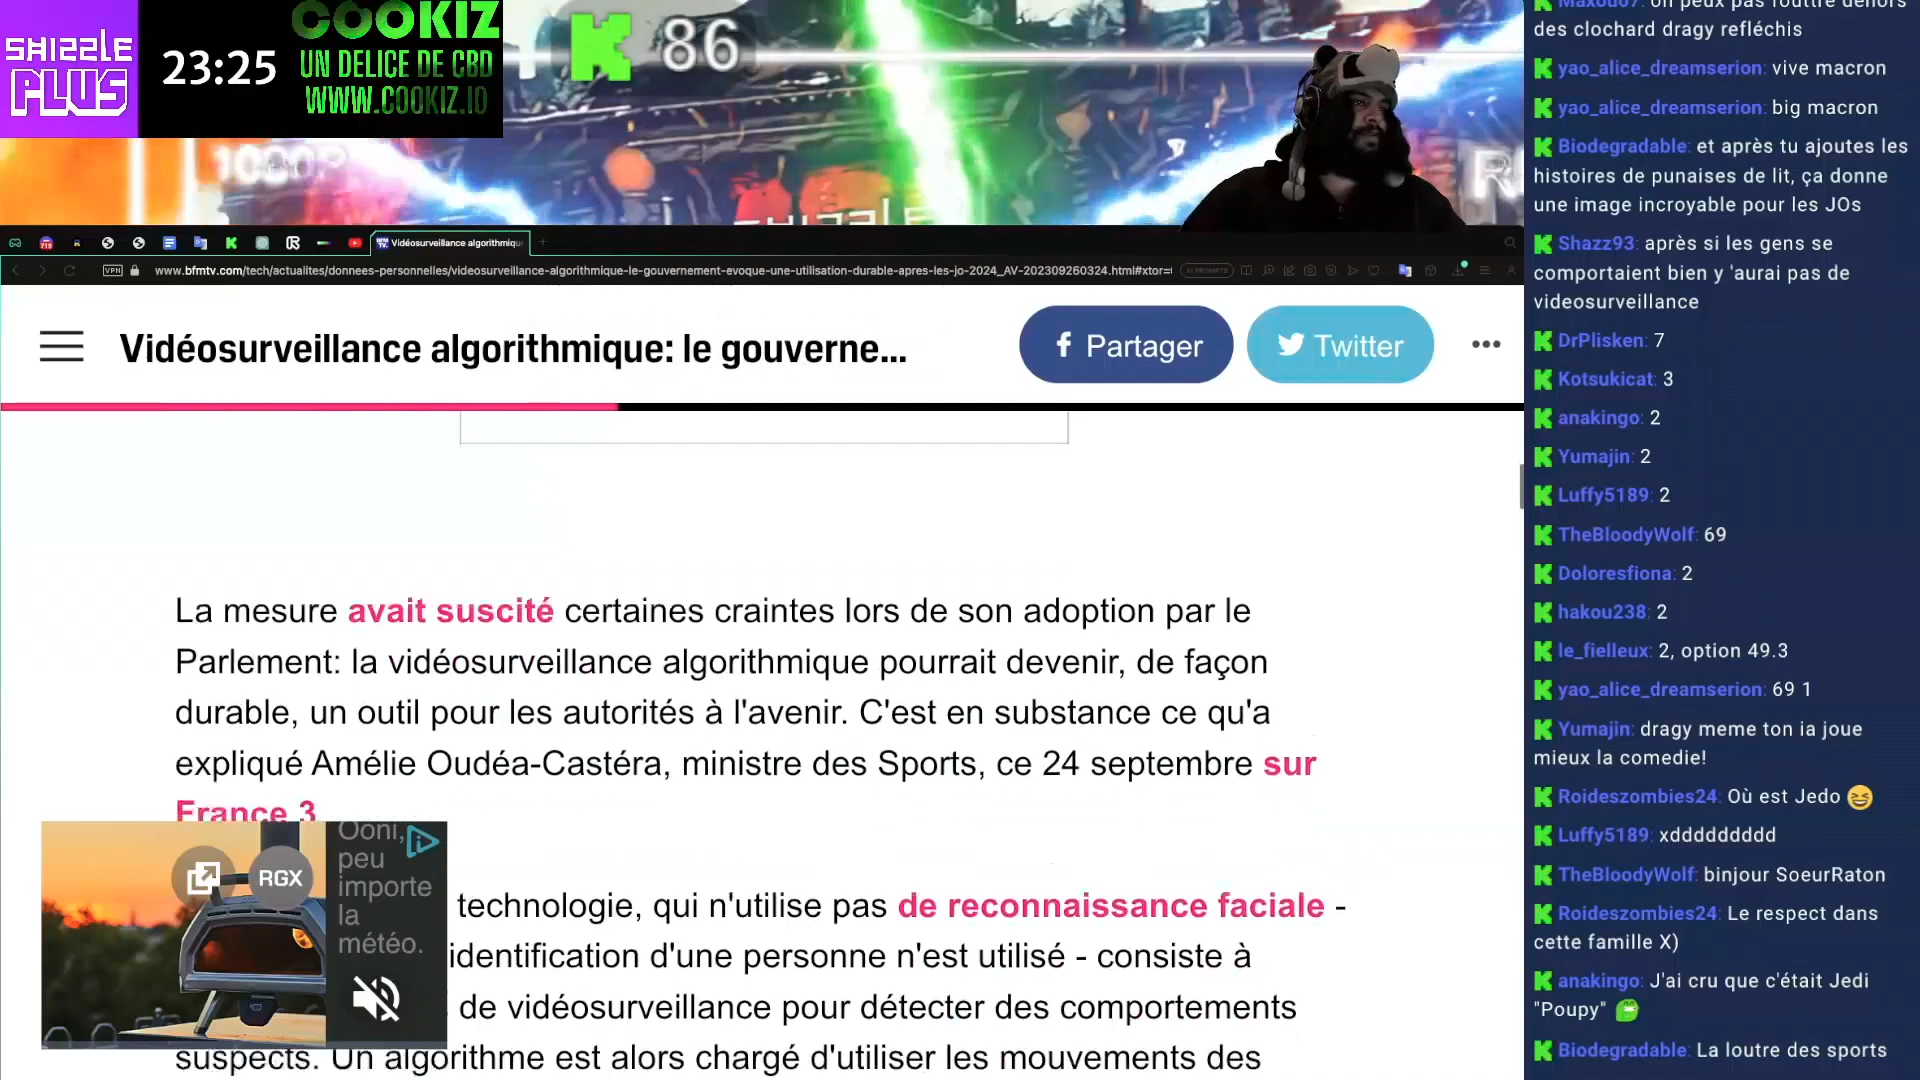 SHIZZLE
PLUS
23:25
COOKIZ
UN DELICE DE CBD
WWW.COOKIZ.IO
86
1080P
Vidéosurveillance algorithmiqu
VPN
www.bfmtv.com/tech/actualites/donnees-personnelles/videosurveillance-algorithmique-le-gouvernement-evoque-une-utilisation-durable-apres-les-jo-2024_AV-202309260324.html#xtor=
Vidéosurveillance algorithmique: le gouverne...
Partager
Twitter
La mesure avait suscité certaines craintes lors de son adoption par le
Parlement: la vidéosurveillance algorithmique pourrait devenir, de façon
durable, un outil pour les autorités à l'avenir. C'est en substance ce qu'a
expliqué Amélie Oudéa-Castéra, ministre des Sports, ce 24 septembre sur
France 3
technologie, qui n'utilise pas de reconnaissance faciale -
identification d'une personne n'est utilisé - consiste à
de vidéosurveillance pour détecter des comportements
suspects. Un algorithme est alors chargé d'utiliser les mouvements des
RGX
Ooni,
peu
importe
la
météo.
Maxou67: on peux pas foutre dehors
des clochard dragy refléchis
yao_alice_dreamserion: vive macron
yao_alice_dreamserion: big macron
Biodegradable: et après tu ajoutes les
histoires de punaises de lit, ça donne
une image incroyable pour les JOs
Shazz93: après si les gens se
comportaient bien y 'aurai pas de
videosurveillance
DrPlisken: 7
Kotsukicat: 3
anakingo: 2
Yumajin: 2
Luffy5189: 2
TheBloodyWolf: 69
Doloresfiona: 2
hakou238: 2
le_fielleux: 2, option 49.3
yao_alice_dreamserion: 69 1
Yumajin: dragy meme ton ia joue
mieux la comedie!
Roideszombies24: Où est Jedo 😆
Luffy5189: xddddddddd
TheBloodyWolf: binjour SoeurRaton
Roideszombies24: Le respect dans
cette famille X)
anakingo: J'ai cru que c'était Jedi
"Poupy"
Biodegradable: La loutre des sports